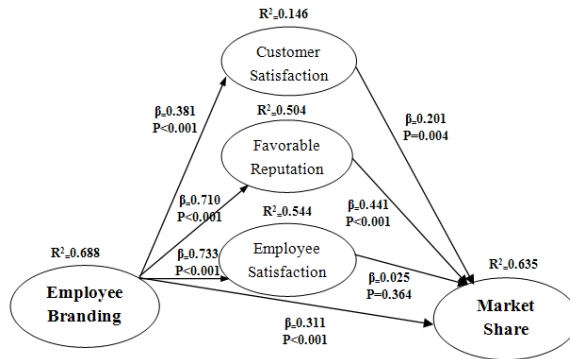 R²=0.146
Customer
Satisfaction
β=0.381
P<0.001
β=0.201
P=0.004
R²=0.504
Favorable
Reputation
β=0.710
P<0.001
β=0.441
P<0.001
R²=0.544
Employee
Satisfaction
β=0.733
P<0.001
β=0.025
P=0.364
R²=0.688
Employee
Branding
R²=0.635
Market
Share
β=0.311
P<0.001